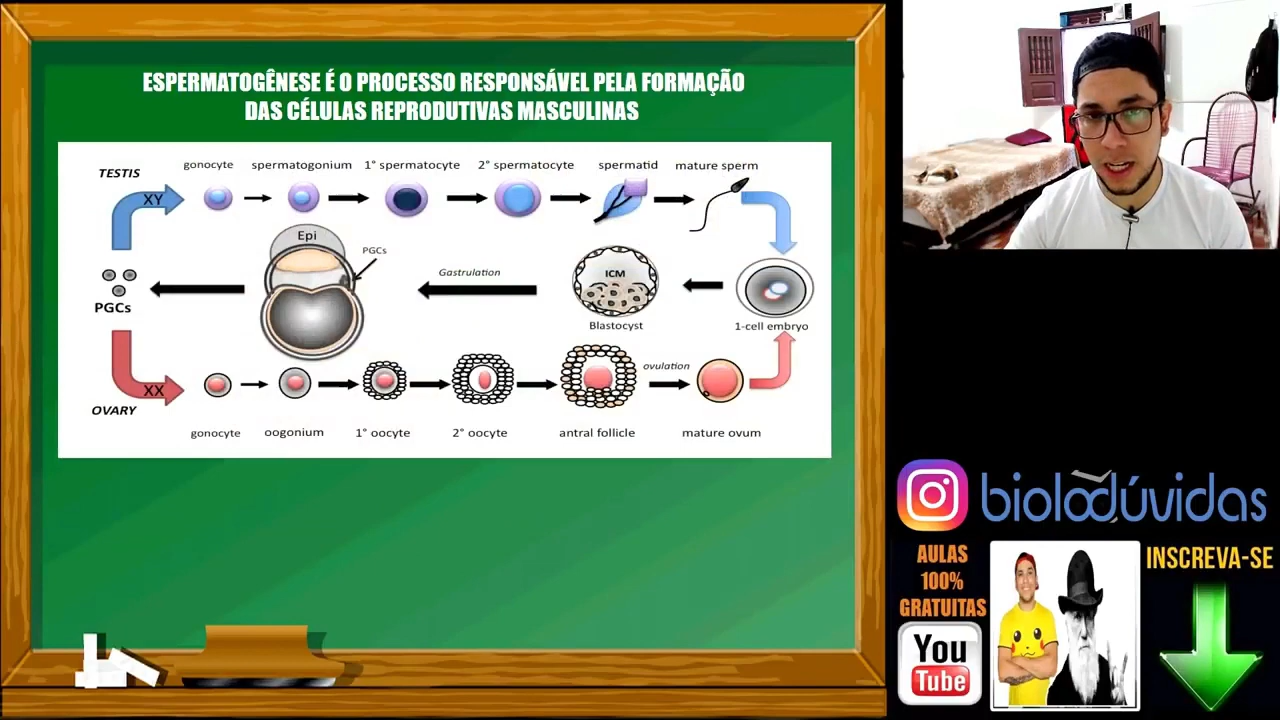 ESPERMATOGÊNESE É O PROCESSO RESPONSÁVEL PELA FORMAÇÃO
DAS CÉLULAS REPRODUTIVAS MASCULINAS
gonocyte spermatogonium 1° spermatocyte 2° spermatocyte spermatid mature sperm
TESTIS
XY
Epi
PGCs
Gastrulation
ICM
PGCs
Blastocyst
1-cell embryo
ovulation
XX
OVARY
gonocyte oogonium 1° oocyte 2° oocyte antral follicle mature ovum
biolodúvidas
AULAS
100%
GRATUITAS
INSCREVA-SE
You
Tube